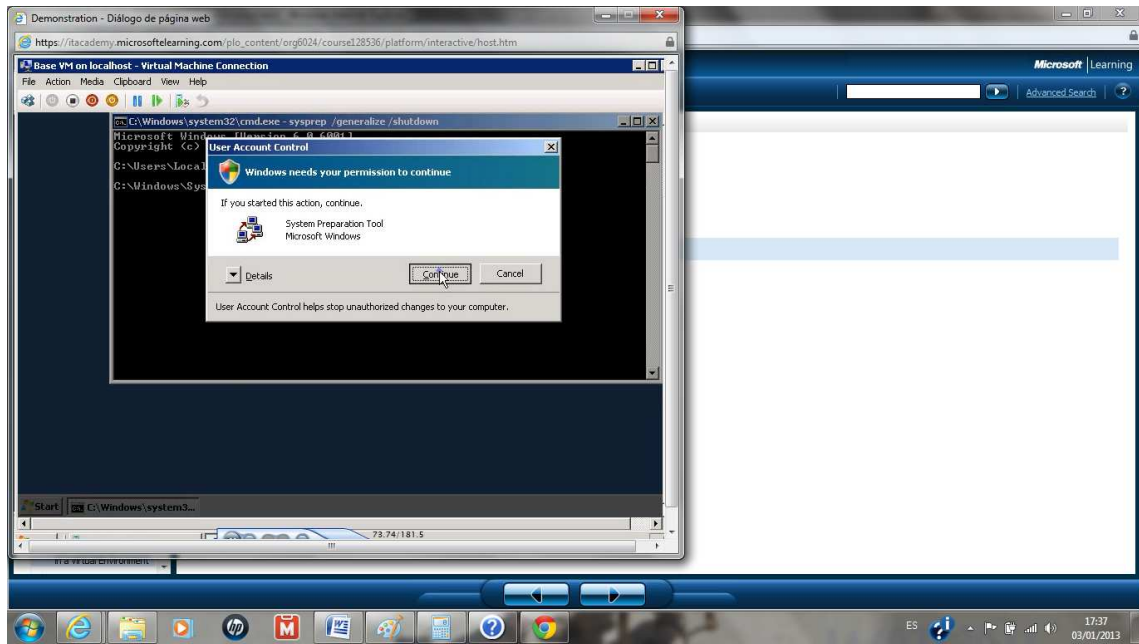 Demonstration - Diálogo de página web
https://itacademy.microsoftelearning.com/plo_content/org6024/course128536/platform/interactive/host.htm
Base VM on localhost - Virtual Machine Connection
File Action Media Clipboard View Help
C:\Windows\system32\cmd.exe - sysprep /generalize /shutdown
Microsoft Windows [Version 6.0.6001]
Copyright (c)
C:\Users\Local
C:\Windows\Sys
User Account Control
Windows needs your permission to continue
If you started this action, continue.
System Preparation Tool
Microsoft Windows
Details
Continue
Cancel
User Account Control helps stop unauthorized changes to your computer.
Start
C:\Windows\system3...
73.74/181.5
in a Virtual Environment
Microsoft Learning
Advanced Search
ES
17:37
03/01/2013